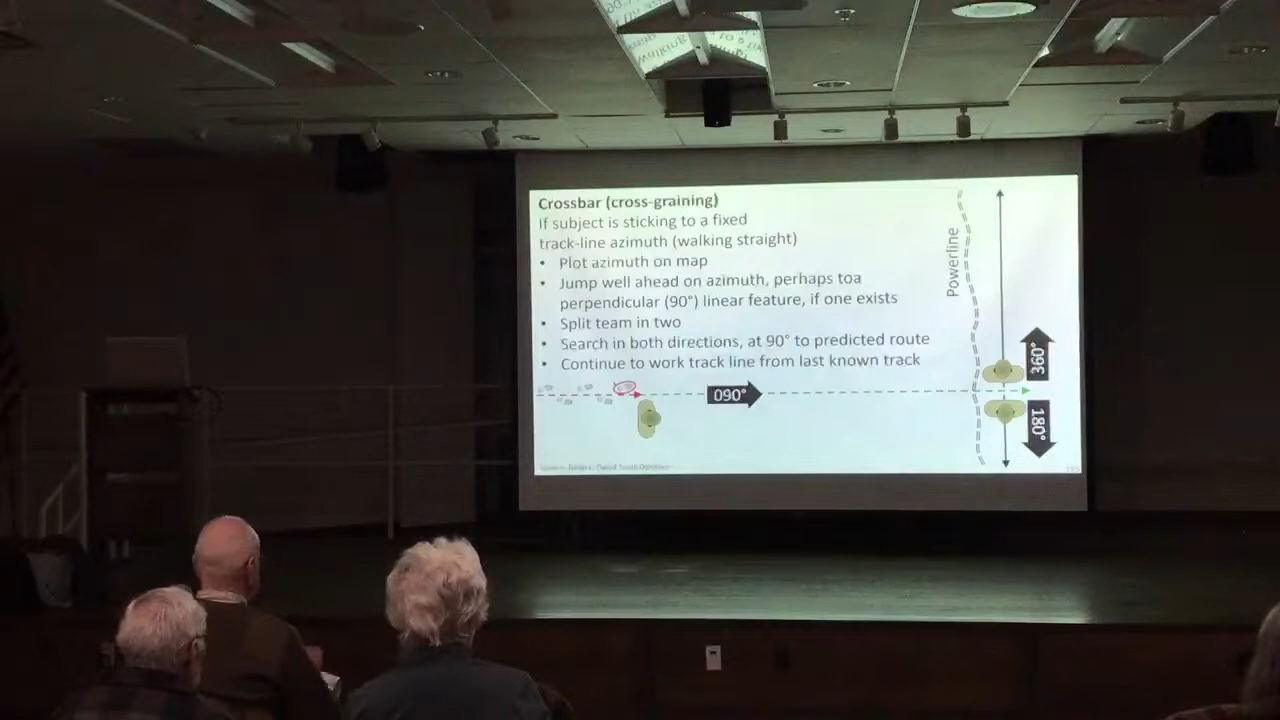 Crossbar (cross-graining)
If subject is sticking to a fixed
track-line azimuth (walking straight)
• Plot azimuth on map
• Jump well ahead on azimuth, perhaps toa
perpendicular (90°) linear feature, if one exists
• Split team in two
• Search in both directions, at 90° to predicted route
• Continue to work track line from last known track
Powerline
360°
090°
180°